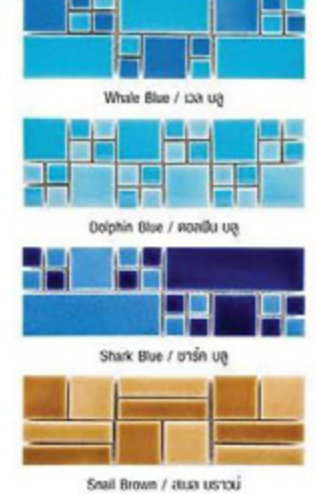 Whale Blue / เวล บลู
Dolphin Blue / ดอลฟิน บลู
Shark Blue / ชาร์ค บลู
Snail Brown / สเนล บราวน์